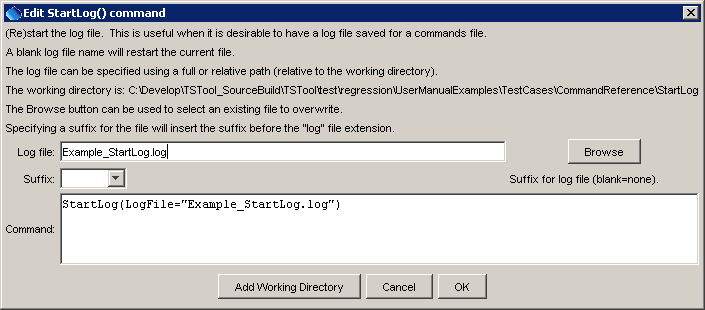 Edit StartLog() command
(Re)start the log file.  This is useful when it is desirable to have a log file saved for a commands file.
A blank log file name will restart the current file.
The log file can be specified using a full or relative path (relative to the working directory).
The working directory is: C:\Develop\TSTool_SourceBuild\TSTool\test\regression\UserManualExamples\TestCases\CommandReference\StartLog
The Browse button can be used to select an existing file to overwrite.
Specifying a suffix for the file will insert the suffix before the "log" file extension.
Log file: Example_StartLog.log Browse
Suffix: Suffix for log file (blank=none).
StartLog(LogFile="Example_StartLog.log")
Command:
Add Working Directory Cancel OK